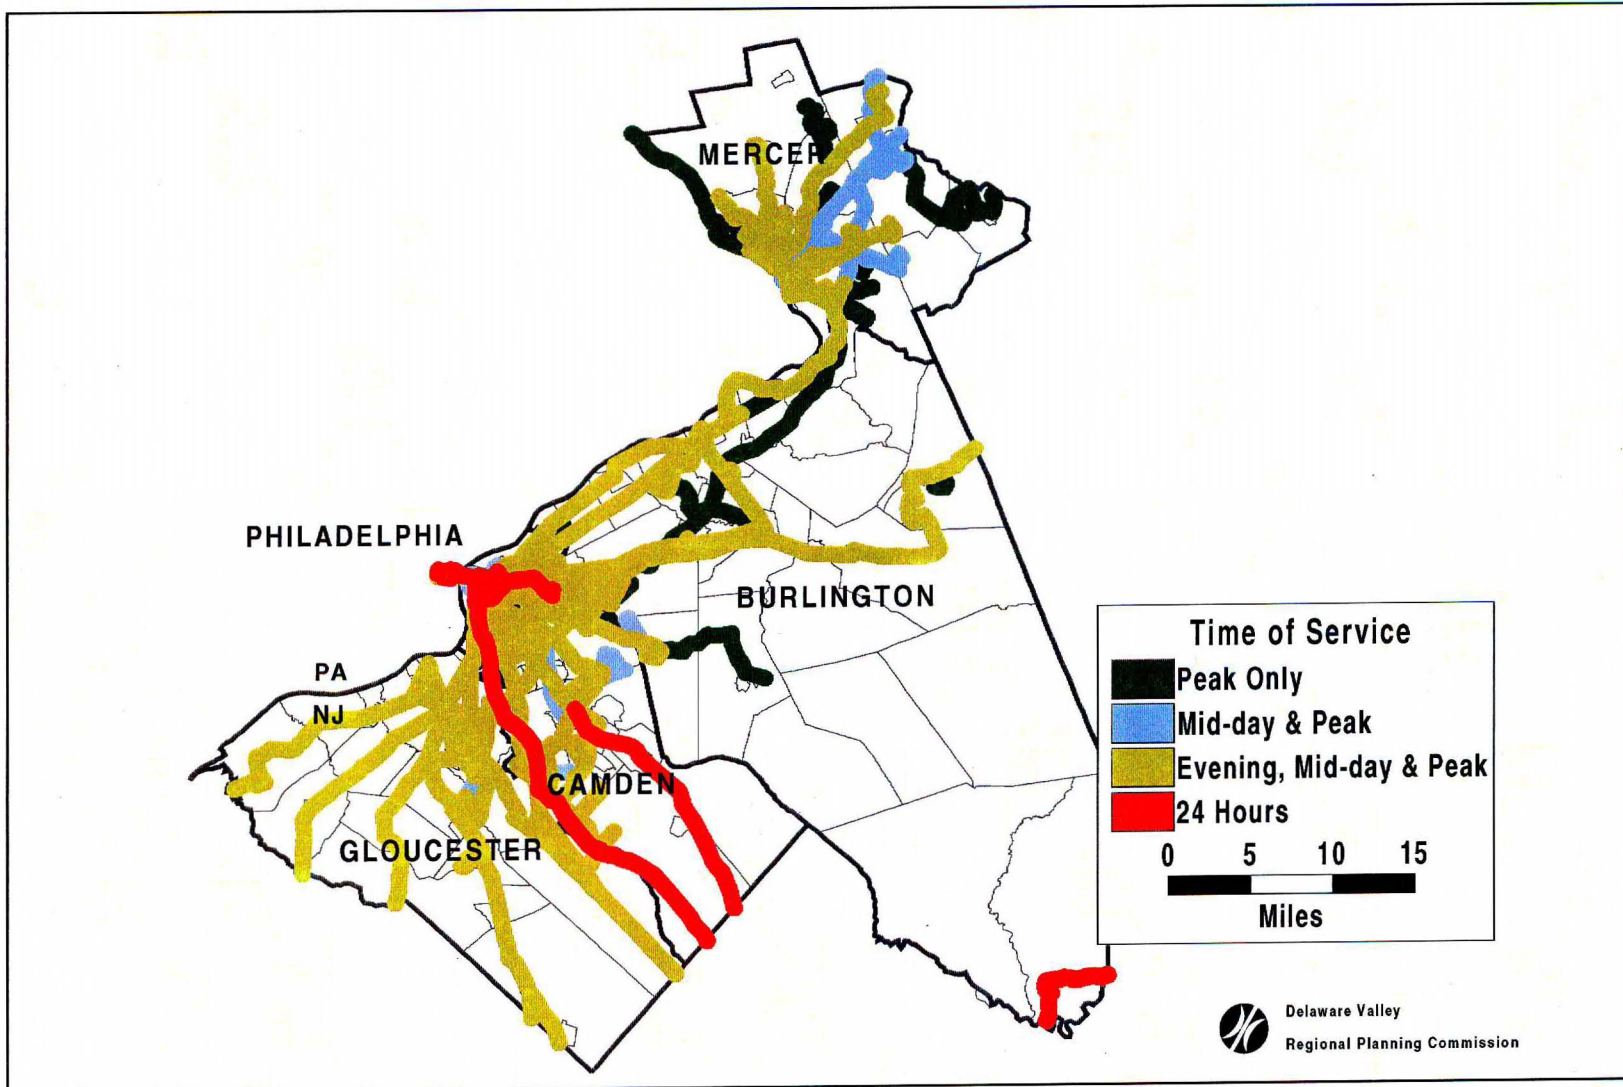 MERCER
PHILADELPHIA
BURLINGTON
PA
NJ
CAMDEN
GLOUCESTER
Time of Service
Peak Only
Mid-day & Peak
Evening, Mid-day & Peak
24 Hours
0 5 10 15
Miles
Delaware Valley
Regional Planning Commission